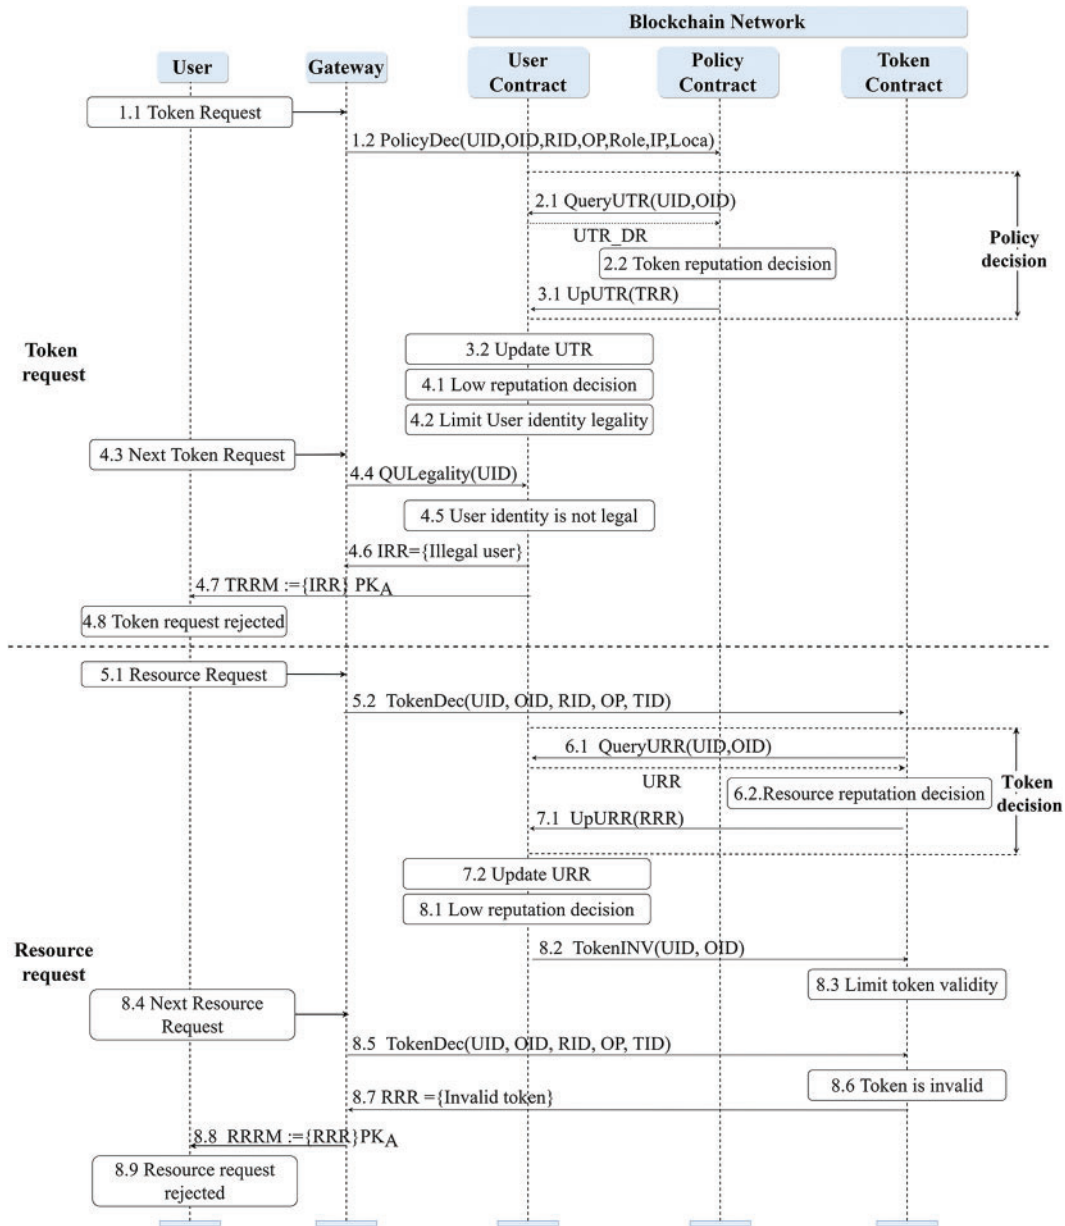 Blockchain Network
User
Gateway
User
Contract
Policy
Contract
Token
Contract
1.1 Token Request
1.2 PolicyDec(UID,OID,RID,OP,Role,IP,Loca)
2.1 QueryUTR(UID,OID)
UTR_DR
Policy
decision
2.2 Token reputation decision
3.1 UpUTR(TRR)
Token
request
3.2 Update UTR
4.1 Low reputation decision
4.2 Limit User identity legality
4.3 Next Token Request
4.4 QULegality(UID)
4.5 User identity is not legal
4.6 IRR={Illegal user}
4.7 TRRM :={IRR} PKA
4.8 Token request rejected
5.1 Resource Request
5.2 TokenDec(UID, OID, RID, OP, TID)
6.1 QueryURR(UID,OID)
URR
6.2.Resource reputation decision
Token
decision
7.1 UpURR(RRR)
7.2 Update URR
8.1 Low reputation decision
Resource
request
8.2 TokenINV(UID, OID)
8.3 Limit token validity
8.4 Next Resource
Request
8.5 TokenDec(UID, OID, RID, OP, TID)
8.6 Token is invalid
8.7 RRR ={Invalid token}
8.8 RRRM :={RRR}PKA
8.9 Resource request
rejected